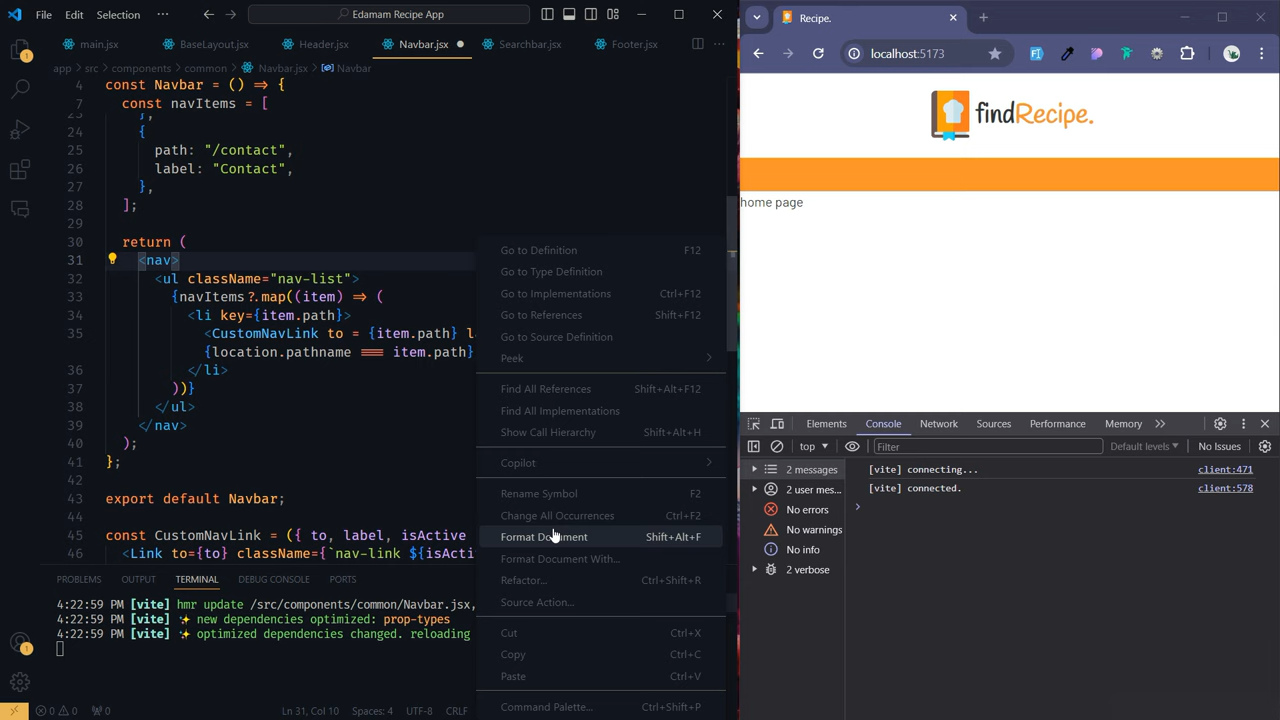 File Edit Selection ... Edamam Recipe App
main.jsx BaseLayout.jsx Header.jsx Navbar.jsx Searchbar.jsx Footer.jsx
app > src > components > common > Navbar.jsx > Navbar
4 const Navbar = () => {
7 const navItems = [
23 },
24 {
25 path: "/contact",
26 label: "Contact",
27 },
28 ];
29
30 return (
31 <nav>
32 <ul className="nav-list">
33 {navItems?.map((item) => (
34 <li key={item.path}>
35 <CustomNavLink to = {item.path}
{location.pathname === item.path}
36 </li>
37 ))}
38 </ul>
39 </nav>
40 );
41 };
42
43 export default Navbar;
44
45 const CustomNavLink = ({ to, label, isActive
46 <Link to={to} className={`nav-link ${isActi
Go to Definition F12
Go to Type Definition
Go to Implementations Ctrl+F12
Go to References Shift+F12
Go to Source Definition
Peek >
Find All References Shift+Alt+F12
Find All Implementations
Show Call Hierarchy Shift+Alt+H
Copilot >
Rename Symbol F2
Change All Occurrences Ctrl+F2
Format Document Shift+Alt+F
Format Document With...
Refactor... Ctrl+Shift+R
Source Action...
Cut Ctrl+X
Copy Ctrl+C
Paste Ctrl+V
Command Palette... Ctrl+Shift+P
PROBLEMS OUTPUT TERMINAL DEBUG CONSOLE PORTS
4:22:59 PM [vite] hmr update /src/components/common/Navbar.jsx,
4:22:59 PM [vite] ✨ new dependencies optimized: prop-types
4:22:59 PM [vite] ✨ optimized dependencies changed. reloading
0 0 0 Ln 31, Col 10 Spaces: 4 UTF-8 CRLF
Recipe.
localhost:5173
findRecipe.
home page
Elements Console Network Sources Performance Memory
top Filter Default levels No Issues
2 messages
2 user mes...
No errors
No warnings
No info
2 verbose
[vite] connecting... client:471
[vite] connected. client:578